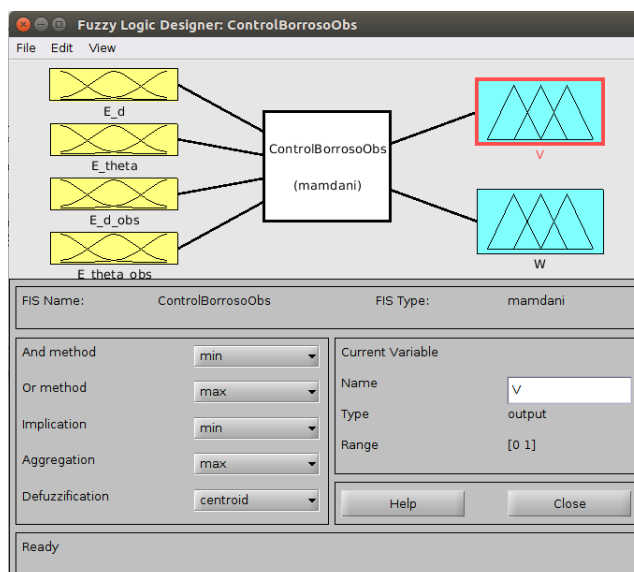 Fuzzy Logic Designer: ControlBorrosoObs
File Edit View
E_d
E_theta
E_d_obs
E_theta_obs
ControlBorrosoObs
(mamdani)
V
W
FIS Name: ControlBorrosoObs FIS Type: mamdani
And method min
Or method max
Implication min
Aggregation max
Defuzzification centroid
Current Variable
Name V
Type output
Range [0 1]
Help Close
Ready